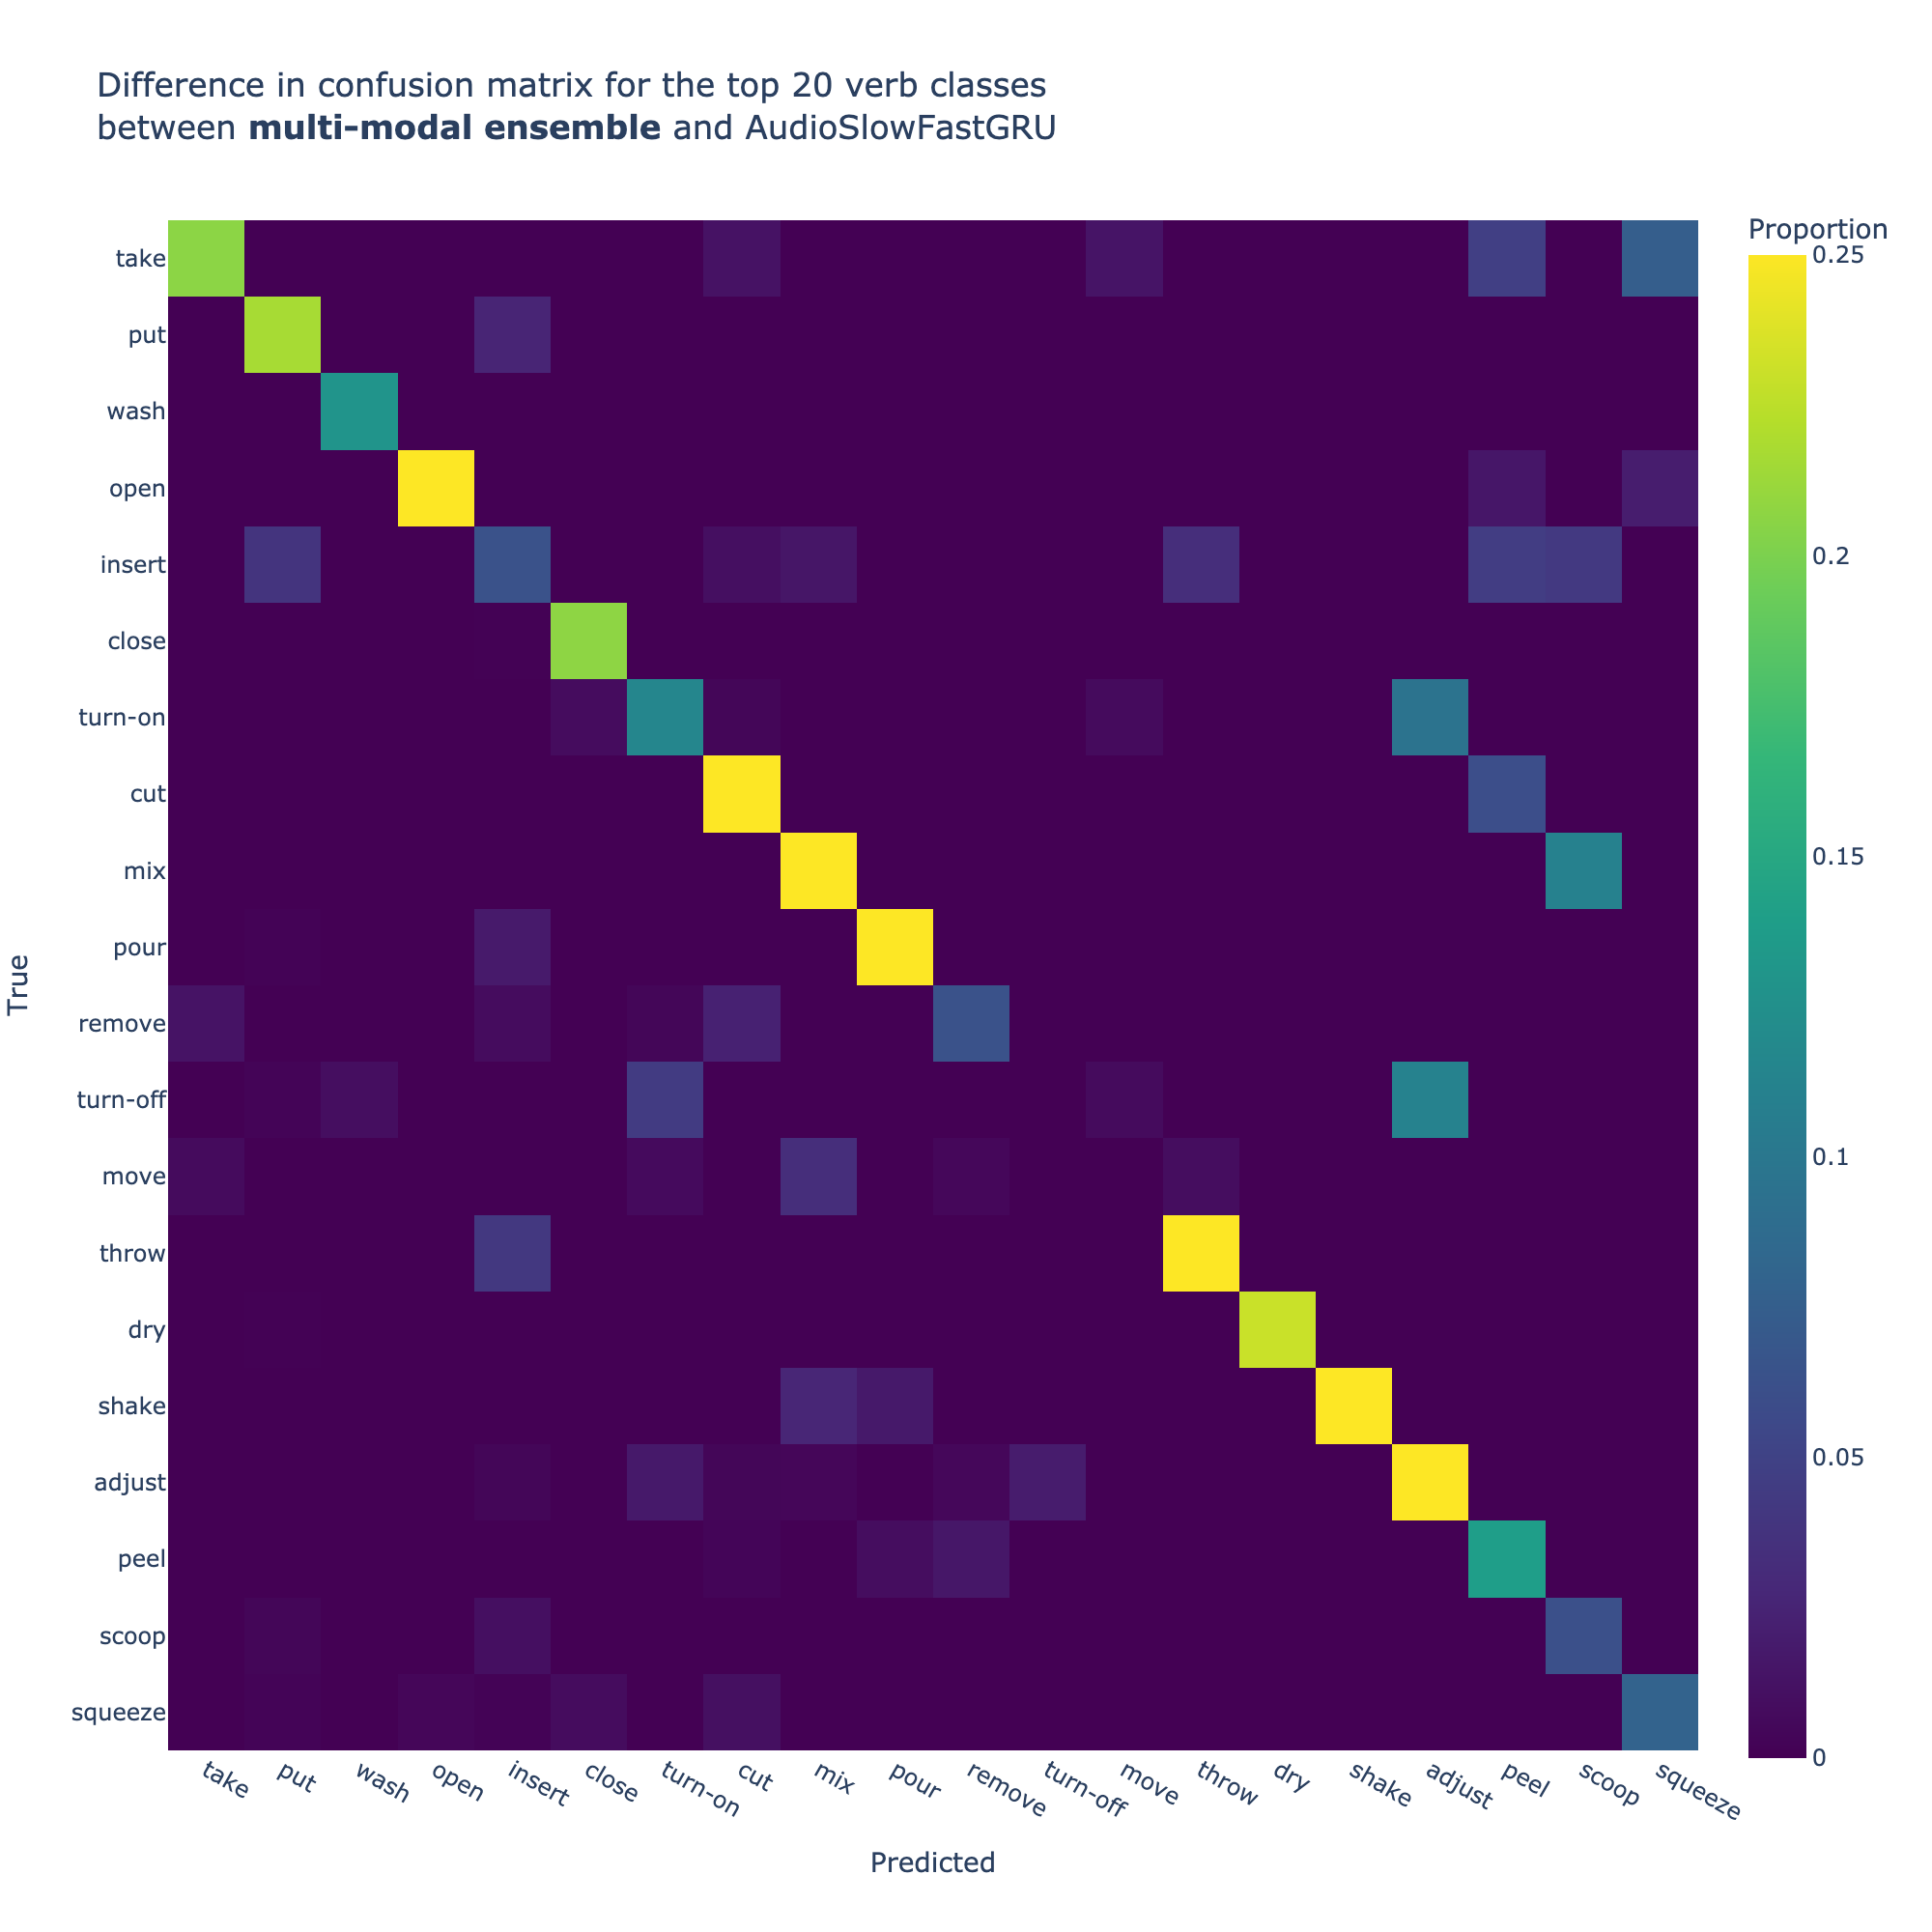 Difference in confusion matrix for the top 20 verb classes
between multi-modal ensemble and AudioSlowFastGRU
Proportion
0.25
0.2
0.15
0.1
0.05
0
True
take
put
wash
open
insert
close
turn-on
cut
mix
pour
remove
turn-off
move
throw
dry
shake
adjust
peel
scoop
squeeze
take
put
wash
open
insert
close
turn-on
cut
mix
pour
remove
turn-off
move
throw
dry
shake
adjust
peel
scoop
squeeze
Predicted